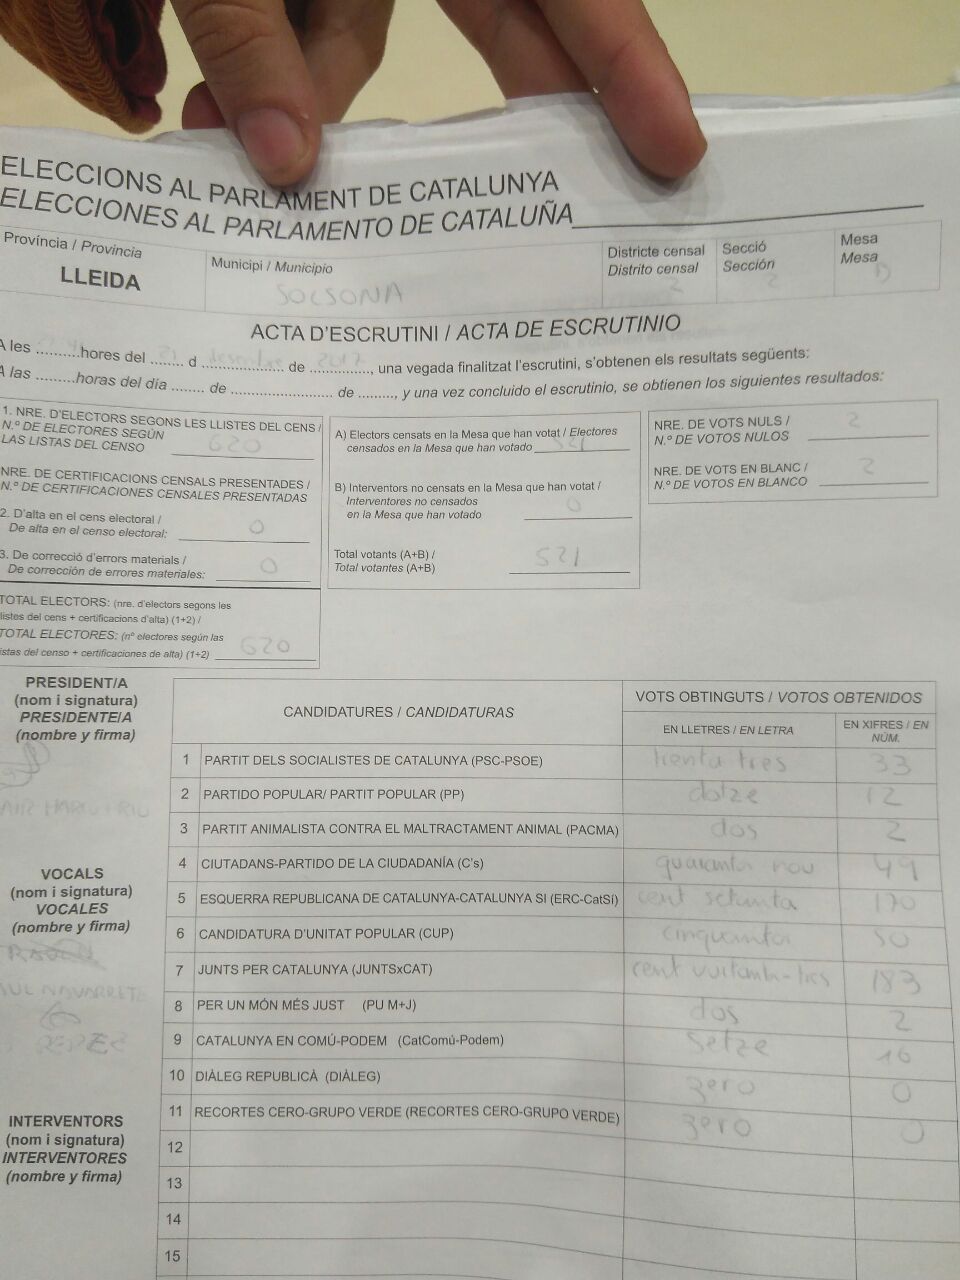 ELECCIONS AL PARLAMENT DE CATALUNYA
ELECCIONES AL PARLAMENTO DE CATALUÑA
Província / Provincia
LLEIDA
Municipi / Municipio
SOLSONA
Districte censal
Distrito censal
2
Secció
Sección
2
Mesa
Mesa
ACTA D'ESCRUTINI / ACTA DE ESCRUTINIO
A les ..........hores del ........ d desembre de 2017, una vegada finalitzat l'escrutini, s'obtenen els resultats següents:
A las .........horas del día ........ de ......................... de ........., y una vez concluido el escrutinio, se obtienen los siguientes resultados:
1. NRE. D'ELECTORS SEGONS LES LLISTES DEL CENS /
N.º DE ELECTORES SEGÚN
LAS LISTAS DEL CENSO 620
NRE. DE CERTIFICACIONS CENSALS PRESENTADES /
N.º DE CERTIFICACIONES CENSALES PRESENTADAS
2. D'alta en el cens electoral /
De alta en el censo electoral: 0
3. De correcció d'errors materials /
De corrección de errores materiales: 0
TOTAL ELECTORS: (nre. d'electors segons les
llistes del cens + certificacions d'alta) (1+2) /
TOTAL ELECTORES: (nº electores según las
listas del censo + certificaciones de alta) (1+2) 620
A) Electors censats en la Mesa que han votat / Electores
censados en la Mesa que han votado 521
B) Interventors no censats en la Mesa que han votat /
Interventores no censados
en la Mesa que han votado 0
Total votants (A+B) /
Total votantes (A+B) 521
NRE. DE VOTS NULS /
N.º DE VOTOS NULOS 2
NRE. DE VOTS EN BLANC /
N.º DE VOTOS EN BLANCO 2
PRESIDENT/A
(nom i signatura)
PRESIDENTE/A
(nombre y firma)
VOCALS
(nom i signatura)
VOCALES
(nombre y firma)
NAVARRETE
INTERVENTORS
(nom i signatura)
INTERVENTORES
(nombre y firma)
CANDIDATURES / CANDIDATURAS
VOTS OBTINGUTS / VOTOS OBTENIDOS
EN LLETRES / EN LETRA
EN XIFRES / EN
NÚM.
1 PARTIT DELS SOCIALISTES DE CATALUNYA (PSC-PSOE) trenta tres 33
2 PARTIDO POPULAR/ PARTIT POPULAR (PP) dotze 12
3 PARTIT ANIMALISTA CONTRA EL MALTRACTAMENT ANIMAL (PACMA) dos 2
4 CIUTADANS-PARTIDO DE LA CIUDADANÍA (C's) quaranta nou 49
5 ESQUERRA REPUBLICANA DE CATALUNYA-CATALUNYA SI (ERC-CatSí) cent setanta 170
6 CANDIDATURA D'UNITAT POPULAR (CUP) cinquanta 50
7 JUNTS PER CATALUNYA (JUNTSxCAT) cent vuitanta-tres 183
8 PER UN MÓN MÉS JUST (PU M+J) dos 2
9 CATALUNYA EN COMÚ-PODEM (CatComú-Podem) Setze 16
10 DIÀLEG REPUBLICÀ (DIÀLEG) zero 0
11 RECORTES CERO-GRUPO VERDE (RECORTES CERO-GRUPO VERDE) zero 0
12
13
14
15